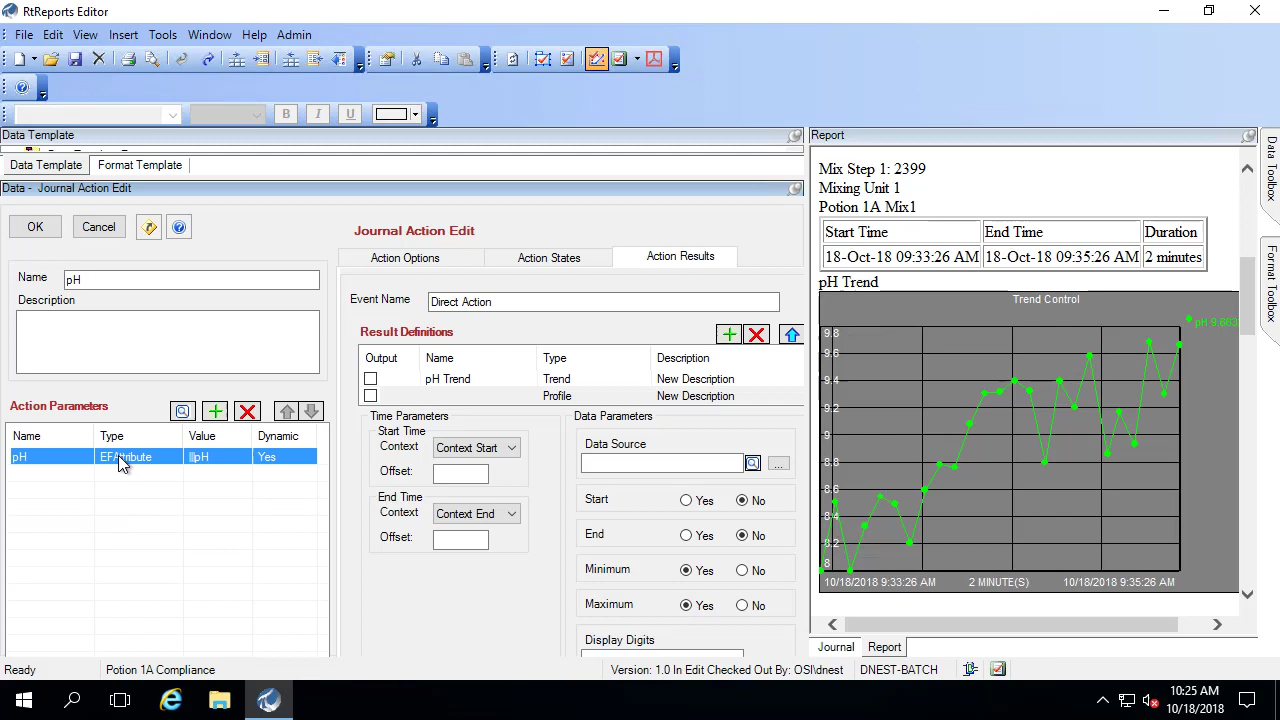 RtReports Editor
File Edit View Insert Tools Window Help Admin
B I U
Data Template
Data Template Format Template
Data - Journal Action Edit
OK Cancel
Name pH
Description
Action Parameters
Name Type Value Dynamic
pH EFAttribute pH Yes
Journal Action Edit
Action Options Action States Action Results
Event Name Direct Action
Result Definitions
Output Name Type Description
pH Trend Trend New Description
Profile New Description
Time Parameters
Start Time
Context Context Start
Offset:
End Time
Context Context End
Offset:
Data Parameters
Data Source
...
Start Yes No
End Yes No
Minimum Yes No
Maximum Yes No
Display Digits
Report
Mix Step 1: 2399
Mixing Unit 1
Potion 1A Mix1
Start Time End Time Duration
18-Oct-18 09:33:26 AM 18-Oct-18 09:35:26 AM 2 minutes
pH Trend
Trend Control
pH 9.663
9.8
9.6
9.4
9.2
9
8.8
8.6
8.4
8.2
8
10/18/2018 9:33:26 AM 2 MINUTE(S) 10/18/2018 9:35:26 AM
Journal Report
Data Toolbox
Format Toolbox
Ready Potion 1A Compliance Version: 1.0 In Edit Checked Out By: OSI\dnest DNEST-BATCH
10:25 AM
10/18/2018